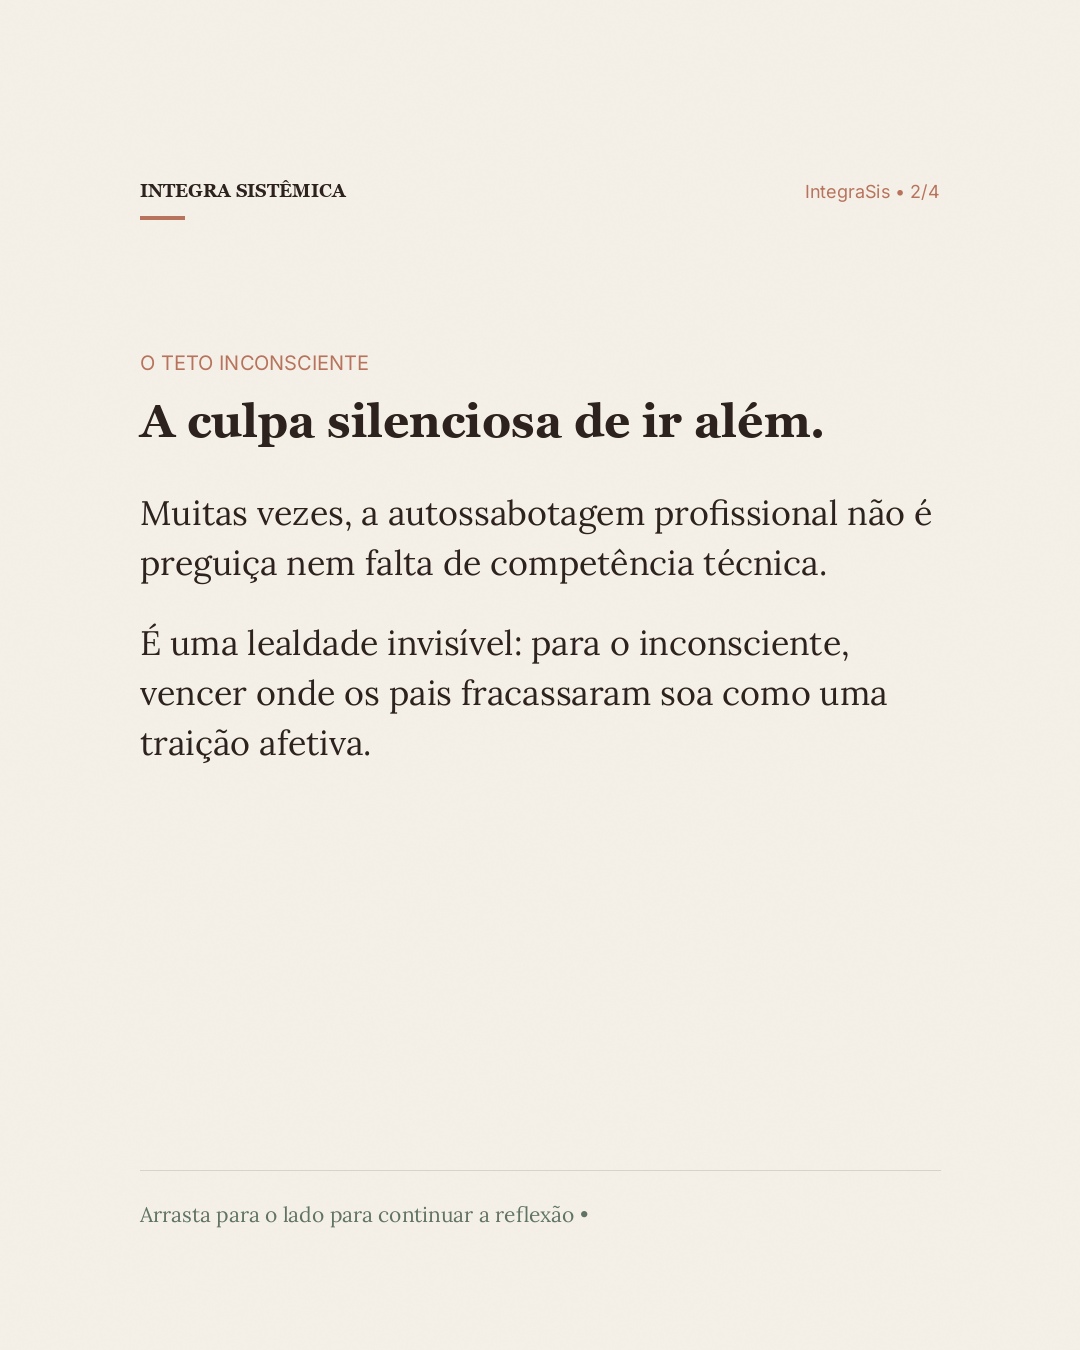 INTEGRA SISTÊMICA
IntegraSis • 2/4
O TETO INCONSCIENTE
A culpa silenciosa de ir além.
Muitas vezes, a autossabotagem profissional não é
preguiça nem falta de competência técnica.
É uma lealdade invisível: para o inconsciente,
vencer onde os pais fracassaram soa como uma
traição afetiva.
Arrasta para o lado para continuar a reflexão •